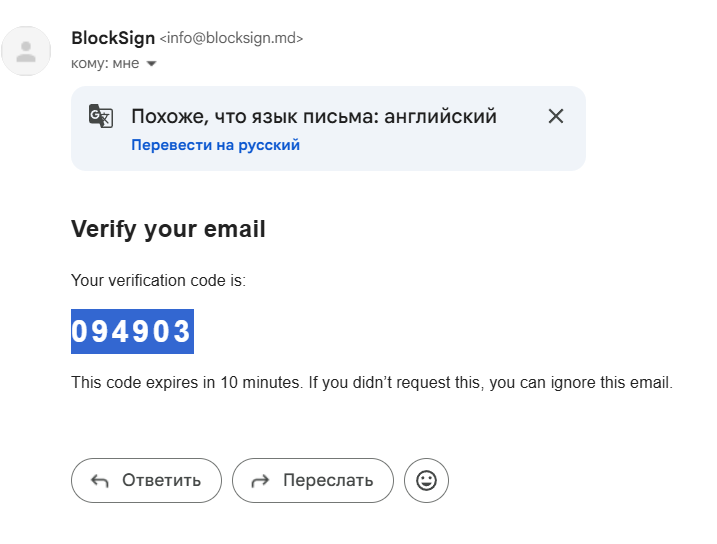 BlockSign <info@blocksign.md>
кому: мне
Похоже, что язык письма: английский
Перевести на русский
Verify your email
Your verification code is:
094903
This code expires in 10 minutes. If you didn’t request this, you can ignore this email.
Ответить
Переслать